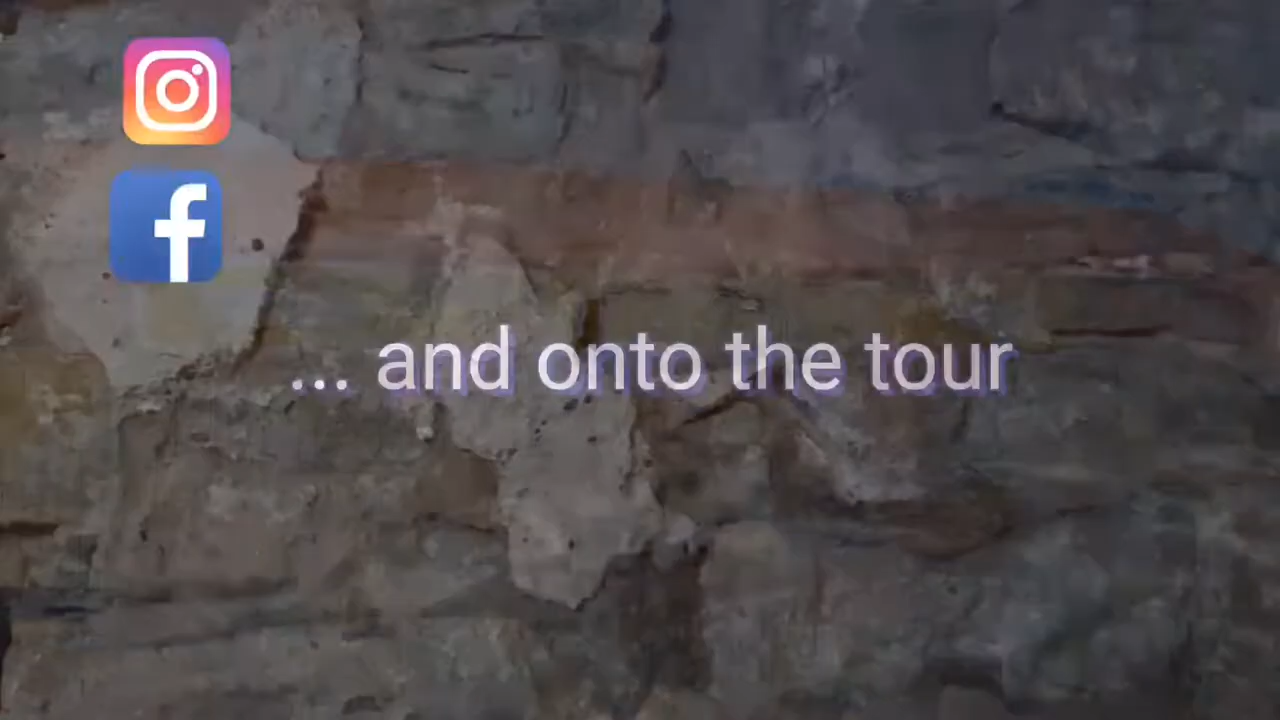 ... and onto the tour